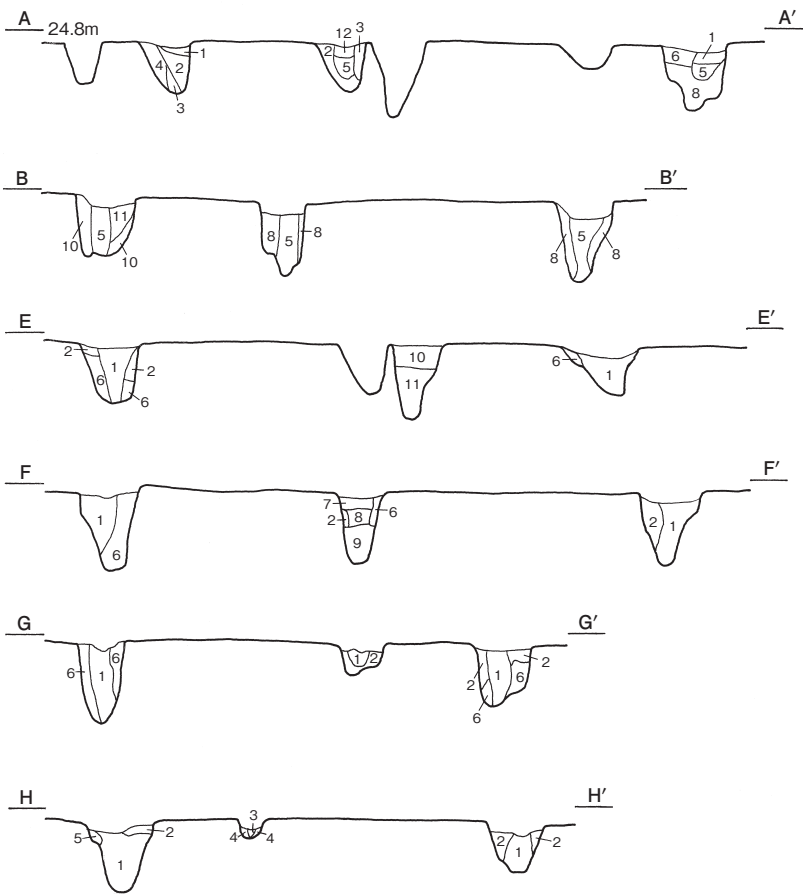 A 24.8m 12 3 1 A′
1 2 6
4 2 5 5
3 8
B B′
11
10 5 8 5 8 5
10 8 8
E E′
2 1 2 10 6
6 6 11 1
F F′
1 7 6 2 1
2 8
6 9
G G′
6 1 2 2
6 1 2 1 6
6
H 3 H′
5 2 4 4 2 1 2
1